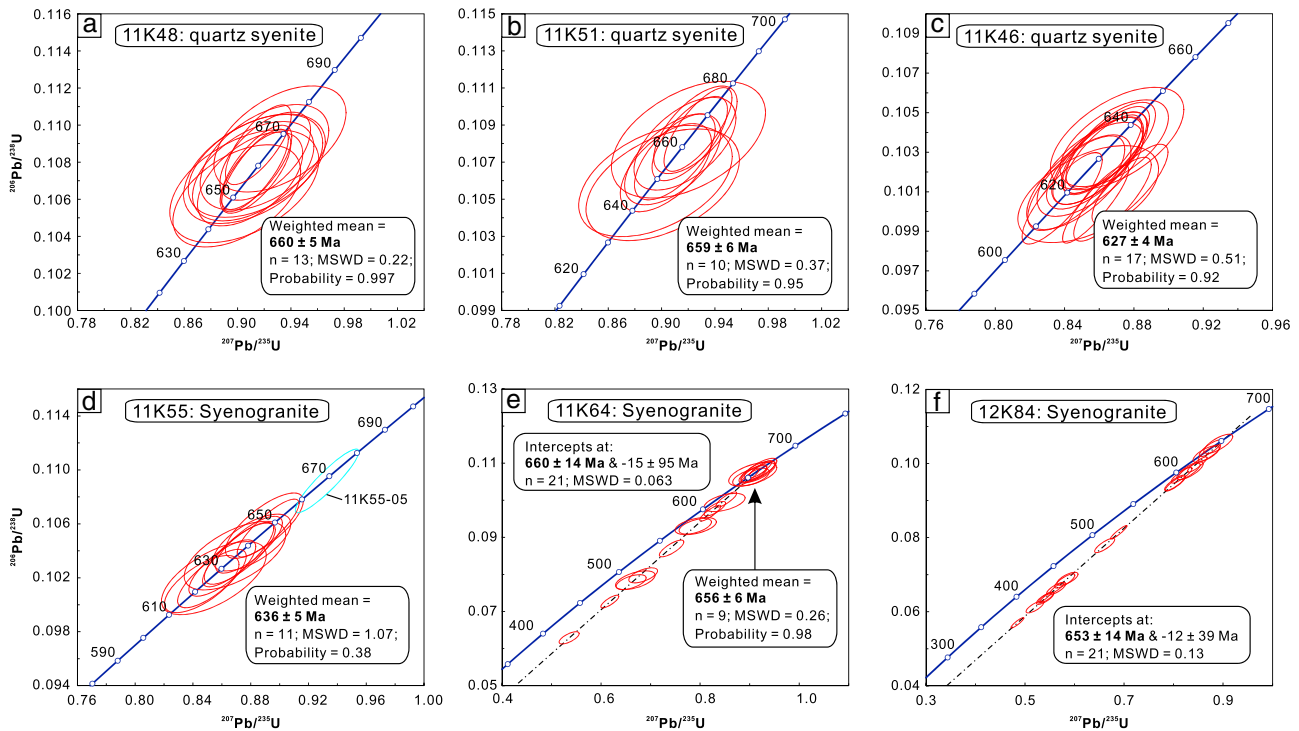 a
11K48: quartz syenite
0.116
0.114
0.112
0.110
0.108
0.106
0.104
0.102
0.100
690
670
650
630
Weighted mean =
660 ± 5 Ma
n = 13; MSWD = 0.22;
Probability = 0.997
0.78
0.82
0.86
0.90
0.94
0.98
1.02
²⁰⁶Pb/²³⁸U
²⁰⁷Pb/²³⁵U
b
11K51: quartz syenite
0.115
0.113
0.111
0.109
0.107
0.105
0.103
0.101
0.099
700
680
660
640
620
Weighted mean =
659 ± 6 Ma
n = 10; MSWD = 0.37;
Probability = 0.95
0.78
0.82
0.86
0.90
0.94
0.98
1.00
1.04
²⁰⁷Pb/²³⁵U
c
11K46: quartz syenite
0.109
0.107
0.105
0.103
0.101
0.099
0.097
0.095
660
640
620
600
Weighted mean =
627 ± 4 Ma
n = 17; MSWD = 0.51;
Probability = 0.92
0.76
0.80
0.84
0.88
0.92
0.96
²⁰⁷Pb/²³⁵U
d
11K55: Syenogranite
0.114
0.110
0.106
0.102
0.098
0.094
690
670
650
630
610
590
11K55-05
Weighted mean =
636 ± 5 Ma
n = 11; MSWD = 1.07;
Probability = 0.38
0.76
0.80
0.84
0.88
0.92
0.96
1.00
²⁰⁶Pb/²³⁸U
²⁰⁷Pb/²³⁵U
e
11K64: Syenogranite
0.13
0.11
0.09
0.07
0.05
700
600
500
400
Intercepts at:
660 ± 14 Ma & -15 ± 95 Ma
n = 21; MSWD = 0.063
Weighted mean =
656 ± 6 Ma
n = 9; MSWD = 0.26;
Probability = 0.98
0.4
0.6
0.8
1.0
²⁰⁷Pb/²³⁵U
f
12K84: Syenogranite
0.12
0.10
0.08
0.06
0.04
700
600
500
400
300
Intercepts at:
653 ± 14 Ma & -12 ± 39 Ma
n = 21; MSWD = 0.13
0.3
0.5
0.7
0.9
²⁰⁷Pb/²³⁵U